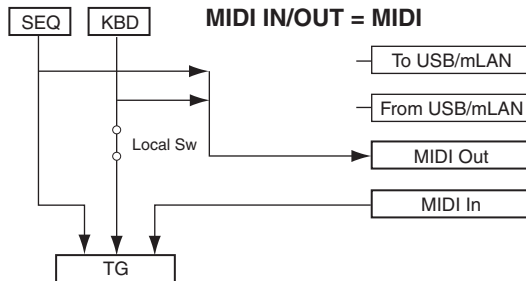 SEQ KBD MIDI IN/OUT = MIDI
To USB/mLAN
From USB/mLAN
Local Sw
MIDI Out
MIDI In
TG